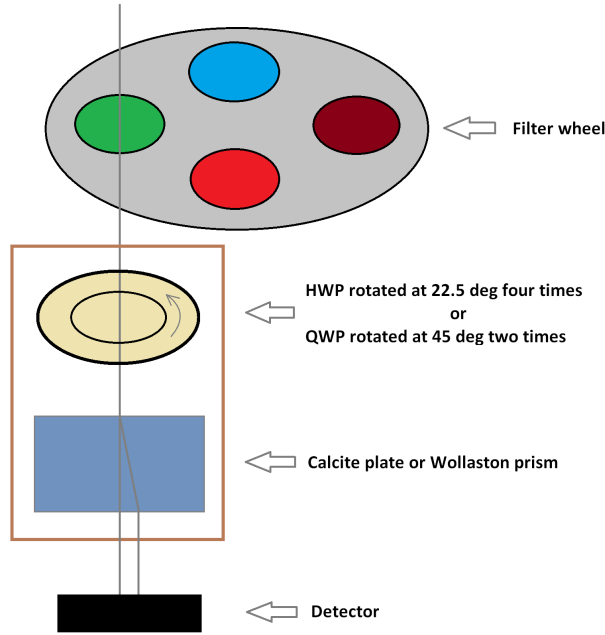 Filter wheel
HWP rotated at 22.5 deg four times
or
QWP rotated at 45 deg two times
Calcite plate or Wollaston prism
Detector